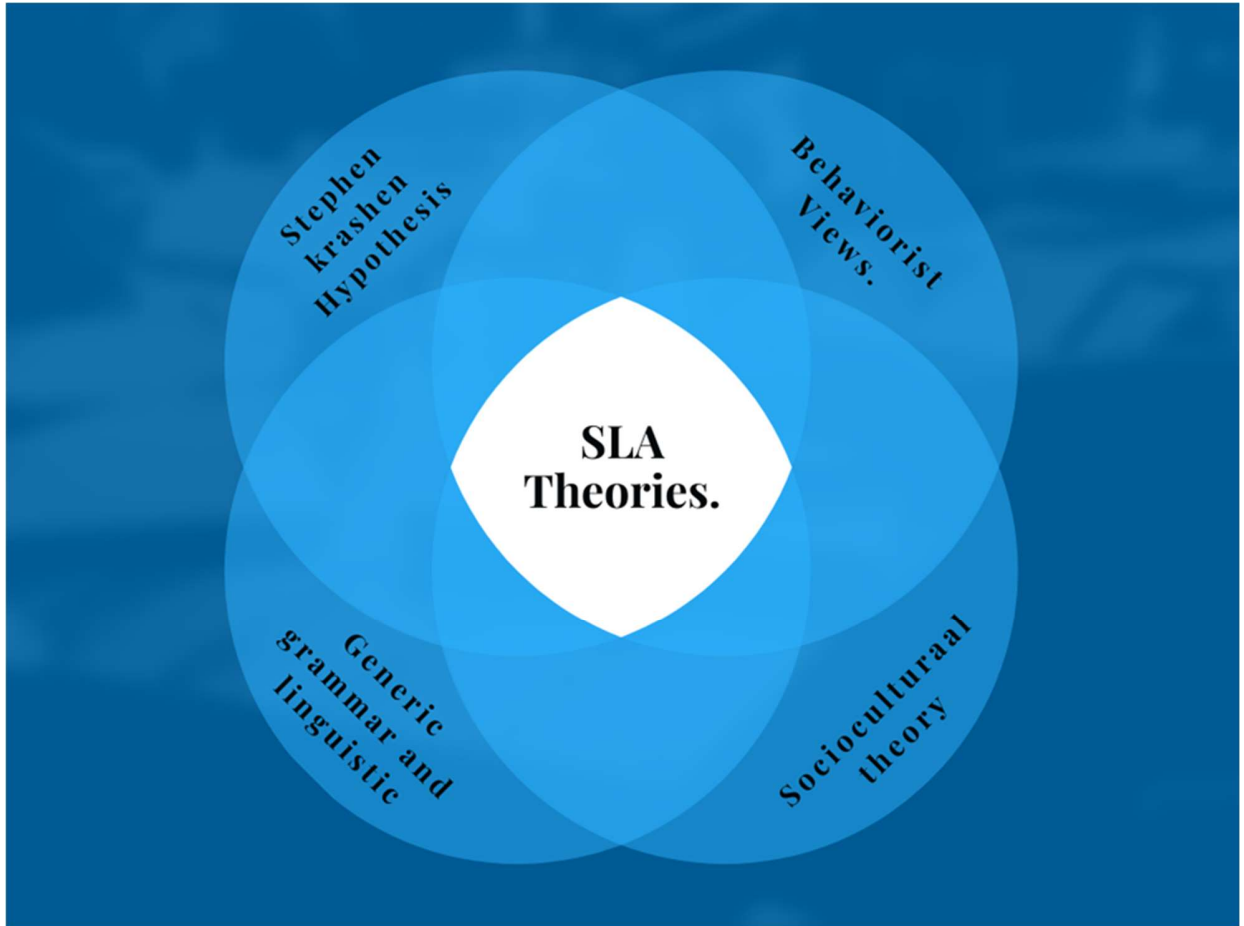 Stephen
krashen
Hypothesis
Behaviorist
Views.
SLA
Theories.
Generic
grammar and
linguistic
Socioculturaal
theory